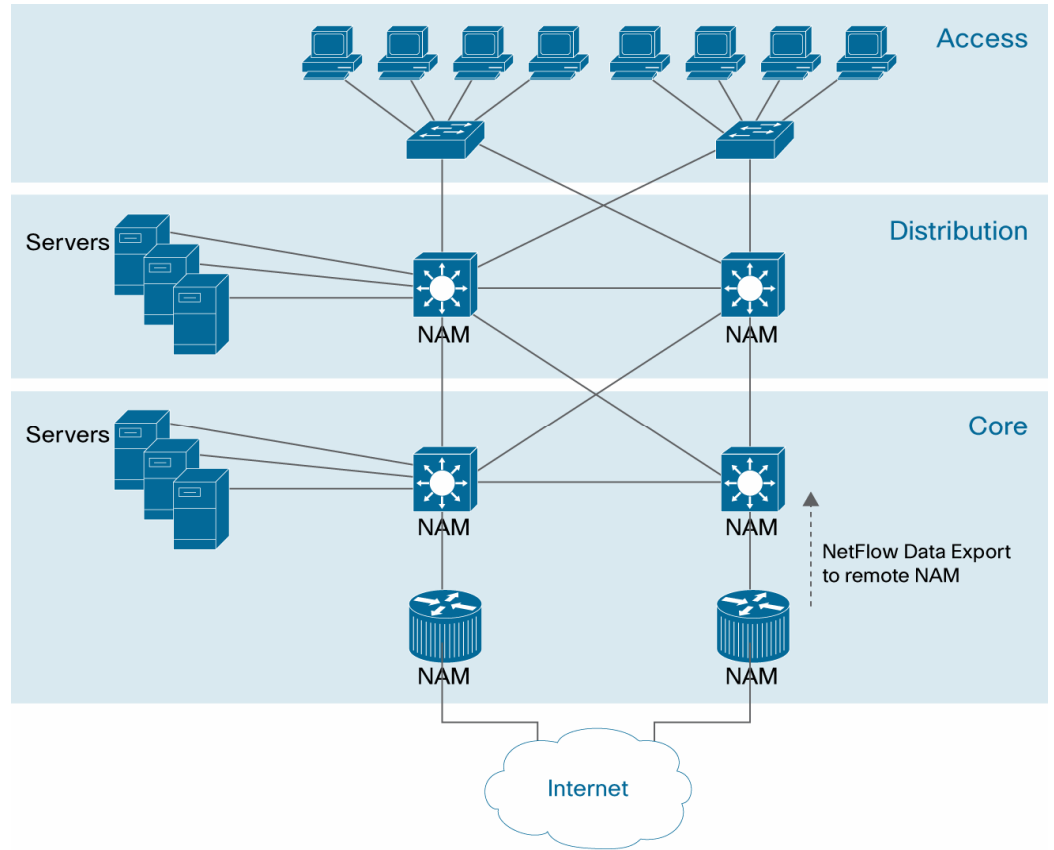 Access
Servers
Distribution
NAM
NAM
Servers
Core
NAM
NAM
NetFlow Data Export
to remote NAM
NAM
NAM
Internet